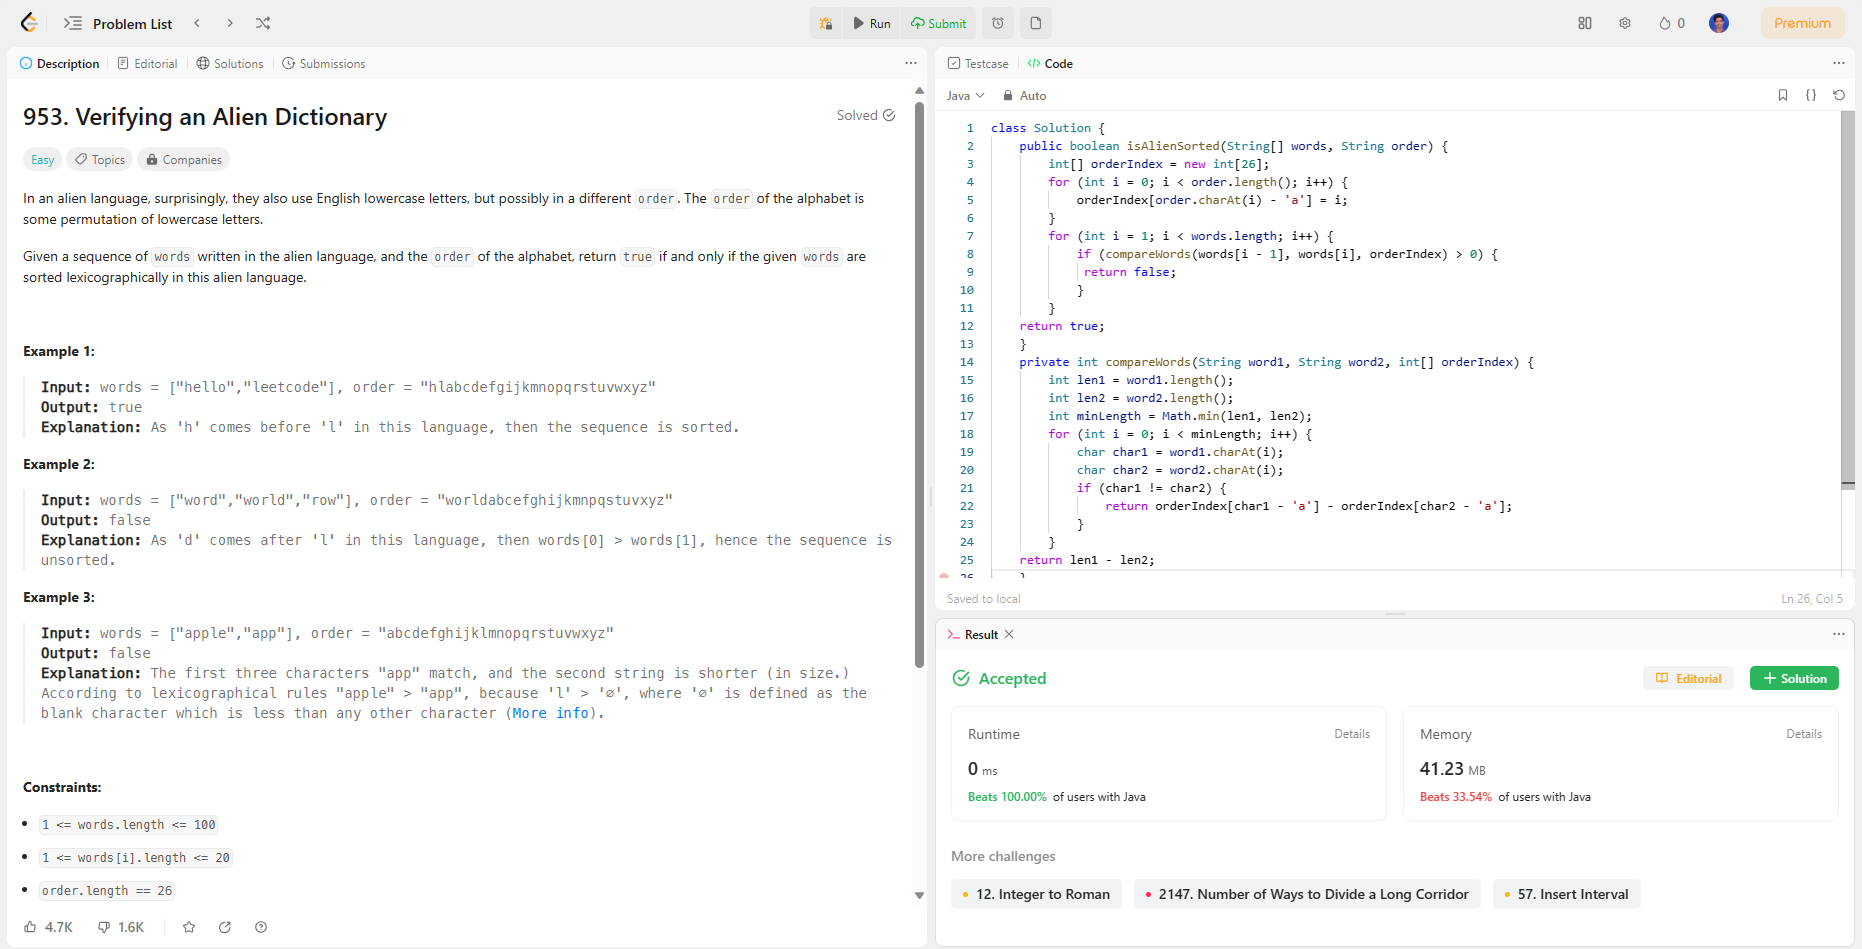 Problem List
Run
Submit
0
Premium
Description
Editorial
Solutions
Submissions
953. Verifying an Alien Dictionary
Solved
Easy
Topics
Companies
In an alien language, surprisingly, they also use English lowercase letters, but possibly in a different order. The order of the alphabet is
some permutation of lowercase letters.
Given a sequence of words written in the alien language, and the order of the alphabet, return true if and only if the given words are
sorted lexicographically in this alien language.
Example 1:
Input: words = ["hello","leetcode"], order = "hlabcdefgijkmnopqrstuvwxyz"
Output: true
Explanation: As 'h' comes before 'l' in this language, then the sequence is sorted.
Example 2:
Input: words = ["word","world","row"], order = "worldabcefghijkmnpqstuvxyz"
Output: false
Explanation: As 'd' comes after 'l' in this language, then words[0] > words[1], hence the sequence is
unsorted.
Example 3:
Input: words = ["apple","app"], order = "abcdefghijklmnopqrstuvwxyz"
Output: false
Explanation: The first three characters "app" match, and the second string is shorter (in size.)
According to lexicographical rules "apple" > "app", because 'l' > '∅', where '∅' is defined as the
blank character which is less than any other character (More info).
Constraints:
1 <= words.length <= 100
1 <= words[i].length <= 20
order.length == 26
4.7K
1.6K
Testcase
</> Code
Java
Auto
1 class Solution {
2 public boolean isAlienSorted(String[] words, String order) {
3 int[] orderIndex = new int[26];
4 for (int i = 0; i < order.length(); i++) {
5 orderIndex[order.charAt(i) - 'a'] = i;
6 }
7 for (int i = 1; i < words.length; i++) {
8 if (compareWords(words[i - 1], words[i], orderIndex) > 0) {
9 return false;
10 }
11 }
12 return true;
13 }
14 private int compareWords(String word1, String word2, int[] orderIndex) {
15 int len1 = word1.length();
16 int len2 = word2.length();
17 int minLength = Math.min(len1, len2);
18 for (int i = 0; i < minLength; i++) {
19 char char1 = word1.charAt(i);
20 char char2 = word2.charAt(i);
21 if (char1 != char2) {
22 return orderIndex[char1 - 'a'] - orderIndex[char2 - 'a'];
23 }
24 }
25 return len1 - len2;
26 }
Saved to local
Ln 26, Col 5
Result
Accepted
Editorial
Solution
Runtime
Details
0 ms
Beats 100.00% of users with Java
Memory
Details
41.23 MB
Beats 33.54% of users with Java
More challenges
12. Integer to Roman
2147. Number of Ways to Divide a Long Corridor
57. Insert Interval